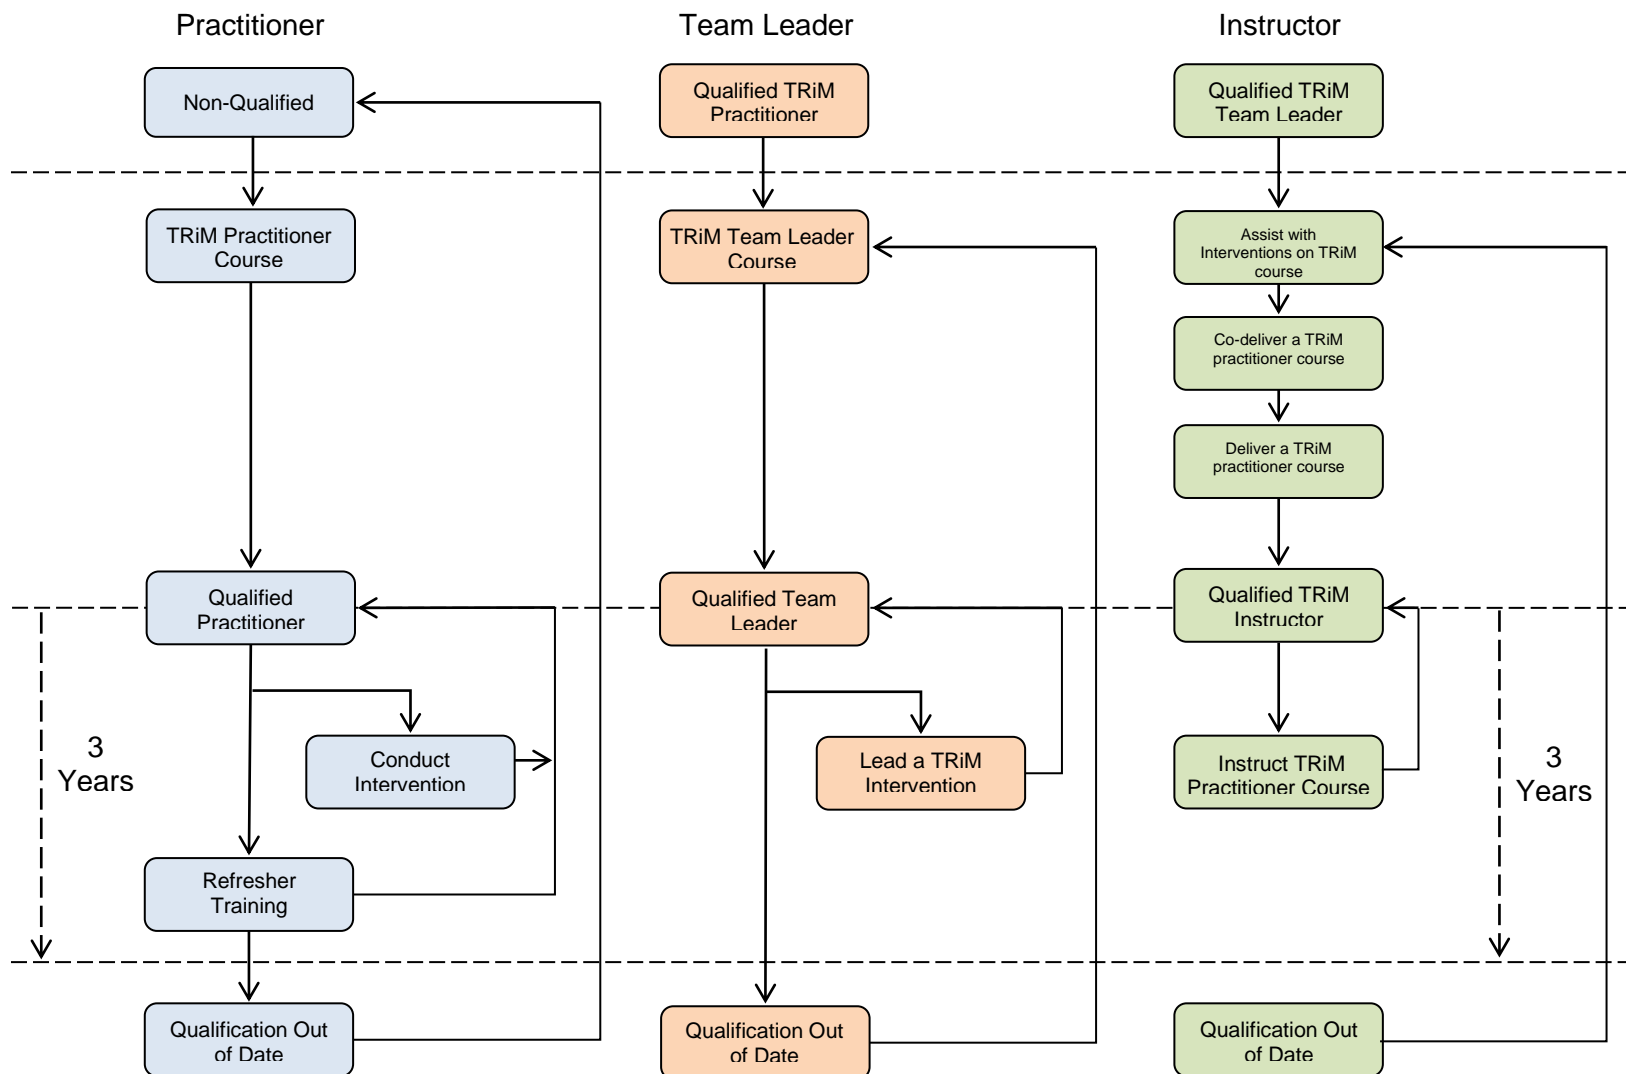 Practitioner
Team Leader
Instructor
Non-Qualified
Qualified TRiM
Practitioner
Qualified TRiM
Team Leader
TRiM Practitioner
Course
TRiM Team Leader
Course
Assist with
Interventions on TRiM
course
Co-deliver a TRiM
practitioner course
Deliver a TRiM
practitioner course
Qualified
Practitioner
Qualified Team
Leader
Qualified TRiM
Instructor
3
Years
Conduct
Intervention
Lead a TRiM
Intervention
Instruct TRiM
Practitioner Course
3
Years
Refresher
Training
Qualification Out
of Date
Qualification Out
of Date
Qualification Out
of Date